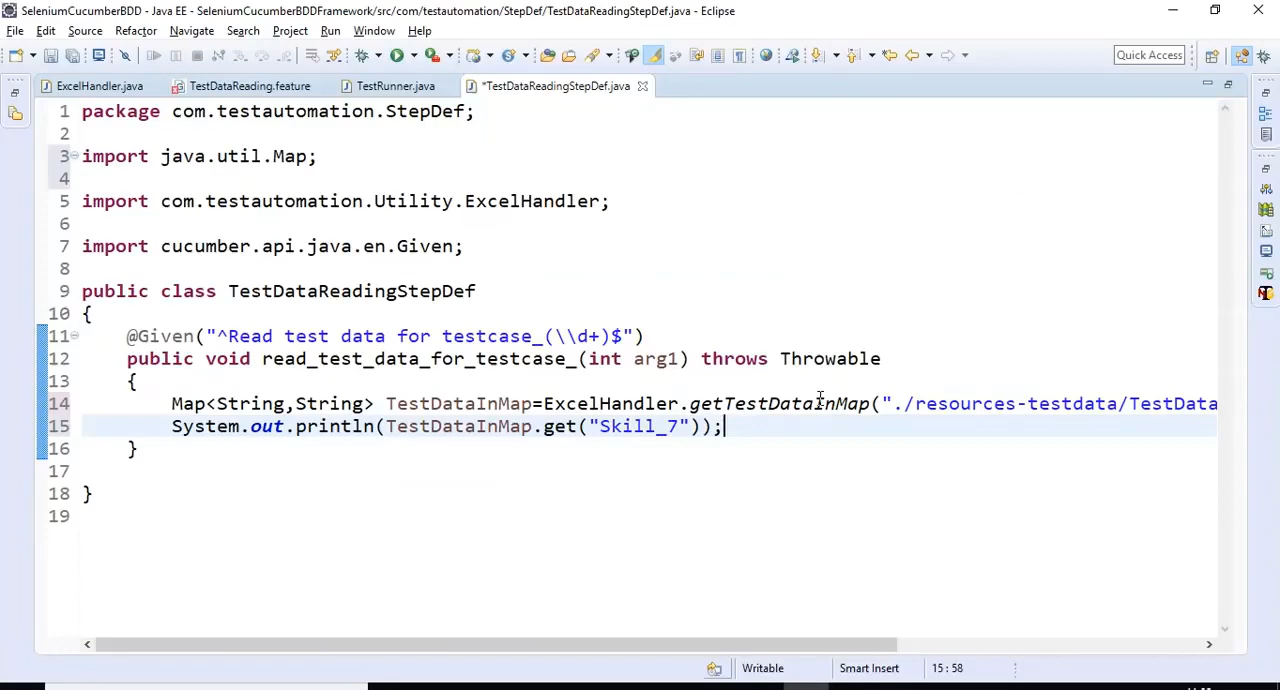 SeleniumCucumberBDD - Java EE - SeleniumCucumberBDDFramework/src/com/testautomation/StepDef/TestDataReadingStepDef.java - Eclipse
File Edit Source Refactor Navigate Search Project Run Window Help
Quick Access
ExcelHandler.java TestDataReading.feature TestRunner.java *TestDataReadingStepDef.java
1 package com.testautomation.StepDef;
2
3 import java.util.Map;
4
5 import com.testautomation.Utility.ExcelHandler;
6
7 import cucumber.api.java.en.Given;
8
9 public class TestDataReadingStepDef
10 {
11 @Given("^Read test data for testcase_(\\d+)$")
12 public void read_test_data_for_testcase_(int arg1) throws Throwable
13 {
14 Map<String,String> TestDataInMap=ExcelHandler.getTestDataInMap("./resources-testdata/TestData
15 System.out.println(TestDataInMap.get("Skill_7"));
16 }
17
18 }
19
Writable Smart Insert 15 : 58